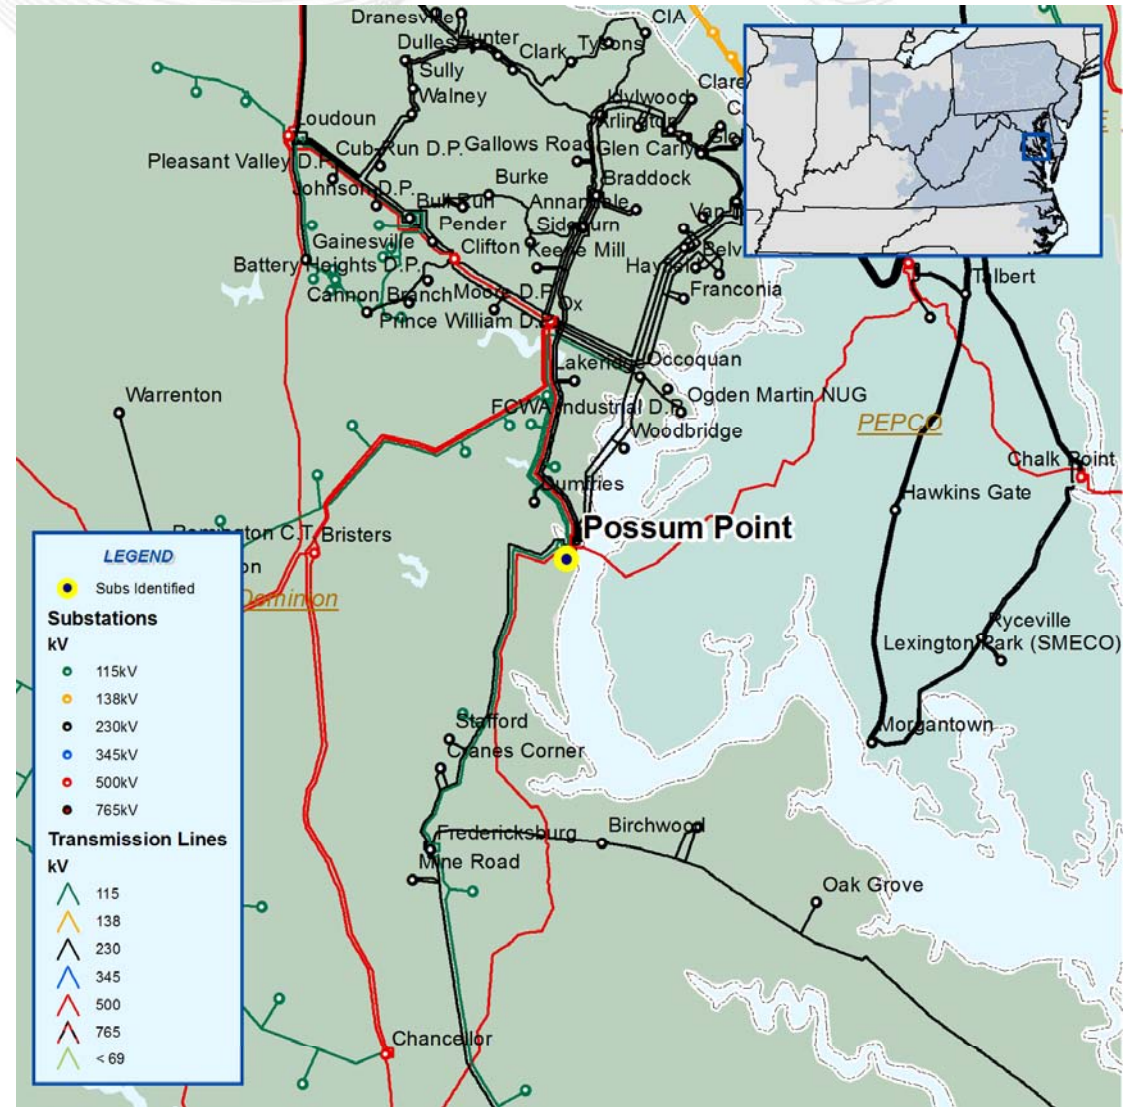 Dranesville
CIA
Dulles
Hunter
Clark
Tysons
Sully
Walney
Clare
Idylwood
Arlington
Loudoun
Cub Run D.P.
Gallows Road
Glen Carlyn
Pleasant Valley D.P.
Johnson D.P.
Burke
Braddock
Bull Run
Annandale
Pender
Sideburn
Gainesville
Clifton
Keene Mill
Battery Heights D.P.
Belv
Franconia
Talbert
Cannon Branch
Moore D.P.
Ox
Prince William D.P.
Lakeridge
Occoquan
Warrenton
Ogden Martin NUG
FCWA
Industrial D.P.
Woodbridge
PEPCO
Chalk Point
Dumfries
Hawkins Gate
Possum Point
Remington C.T.
Bristers
on
Dominion
Ryceville
Lexington Park (SMECO)
Stafford
Morgantown
Cranes Corner
Fredericksburg
Birchwood
Mine Road
Oak Grove
Chancellor
LEGEND
Subs Identified
Substations
kV
115kV
138kV
230kV
345kV
500kV
765kV
Transmission Lines
kV
115
138
230
345
500
765
< 69